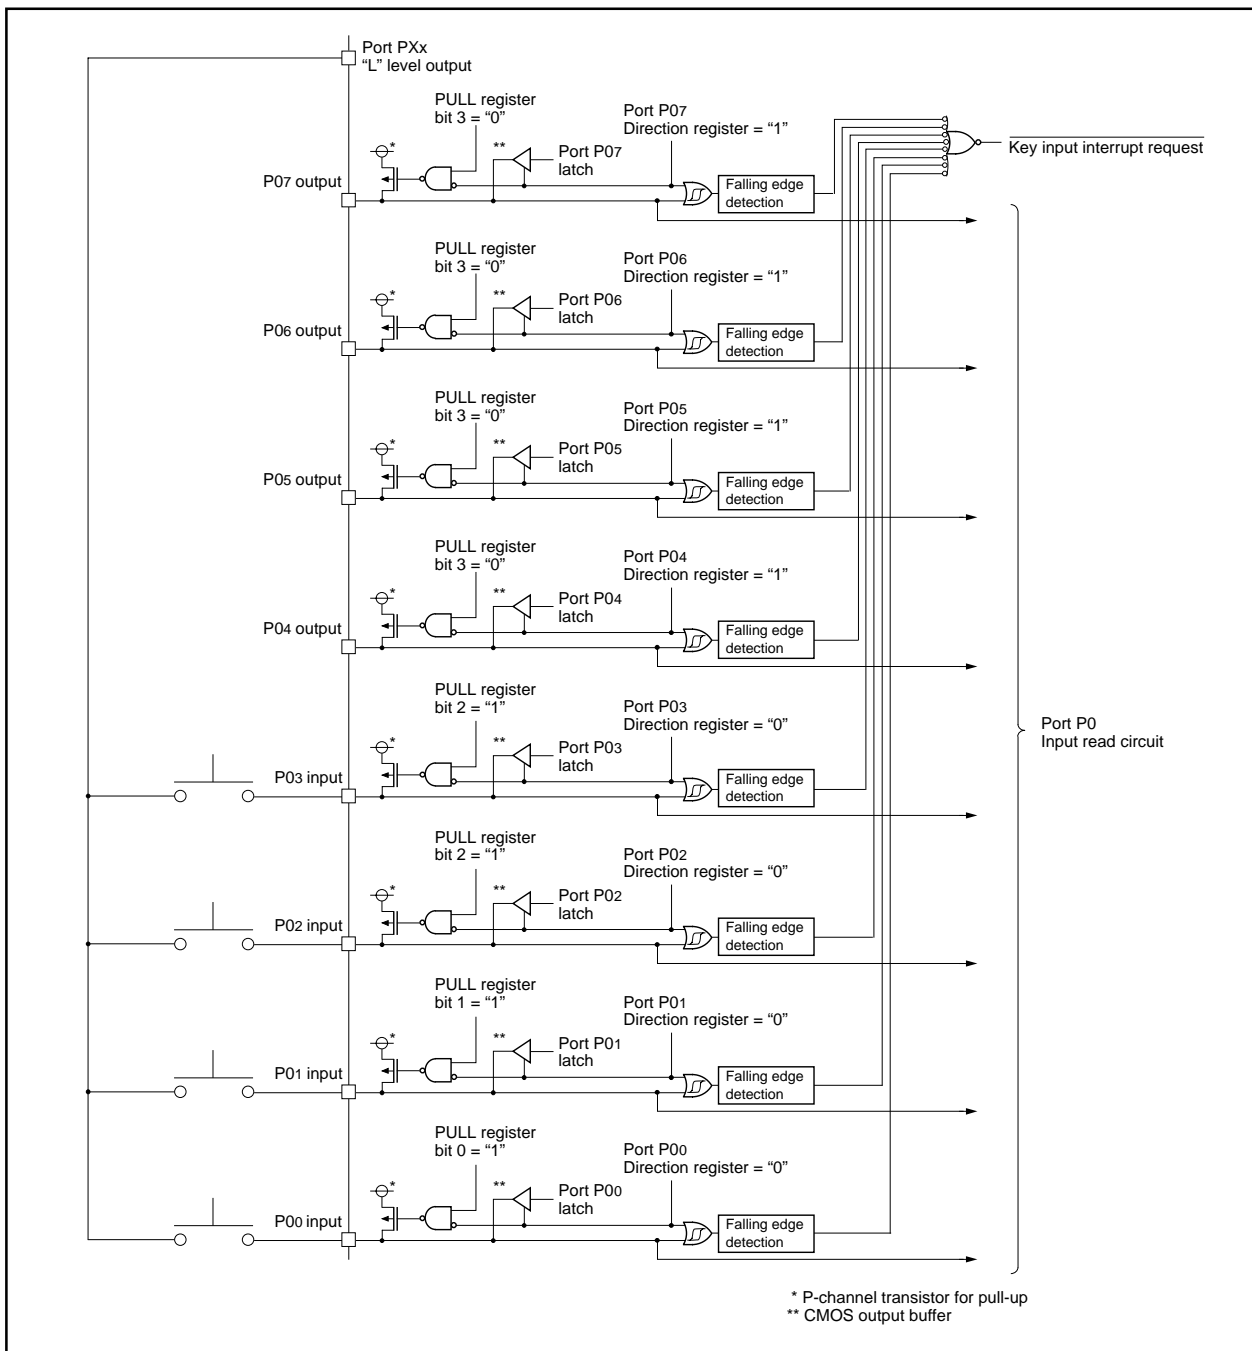 Port PXx
“L” level output
PULL register
bit 3 = “0”
Port P07
Direction register = “1”
*
**
Port P07
latch
Key input interrupt request
P07 output
Falling edge
detection
PULL register
bit 3 = “0”
Port P06
Direction register = “1”
*
**
Port P06
latch
P06 output
Falling edge
detection
PULL register
bit 3 = “0”
Port P05
Direction register = “1”
*
**
Port P05
latch
P05 output
Falling edge
detection
PULL register
bit 3 = “0”
Port P04
Direction register = “1”
*
**
Port P04
latch
P04 output
Falling edge
detection
PULL register
bit 2 = “1”
Port P03
Direction register = “0”
*
**
Port P03
latch
Port P0
Input read circuit
P03 input
Falling edge
detection
PULL register
bit 2 = “1”
Port P02
Direction register = “0”
*
**
Port P02
latch
P02 input
Falling edge
detection
PULL register
bit 1 = “1”
Port P01
Direction register = “0”
*
**
Port P01
latch
P01 input
Falling edge
detection
PULL register
bit 0 = “1”
Port P00
Direction register = “0”
*
**
Port P00
latch
P00 input
Falling edge
detection
* P-channel transistor for pull-up
** CMOS output buffer